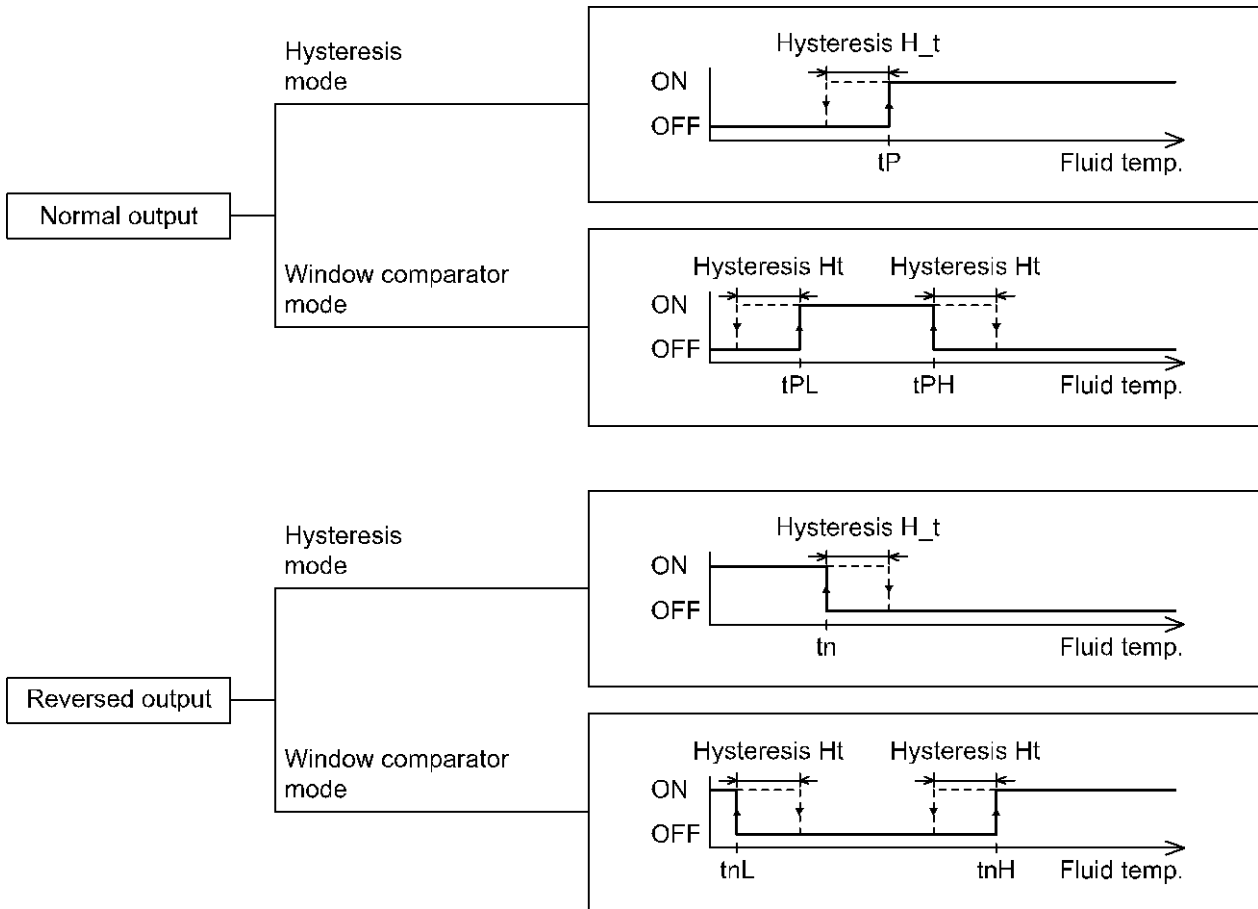 Hysteresis
mode
Hysteresis H_t
ON
OFF
tP
Fluid temp.
Normal output
Window comparator
mode
Hysteresis Ht
Hysteresis Ht
ON
OFF
tPL
tPH
Fluid temp.
Hysteresis
mode
Hysteresis H_t
ON
OFF
tn
Fluid temp.
Reversed output
Window comparator
mode
Hysteresis Ht
Hysteresis Ht
ON
OFF
tnL
tnH
Fluid temp.